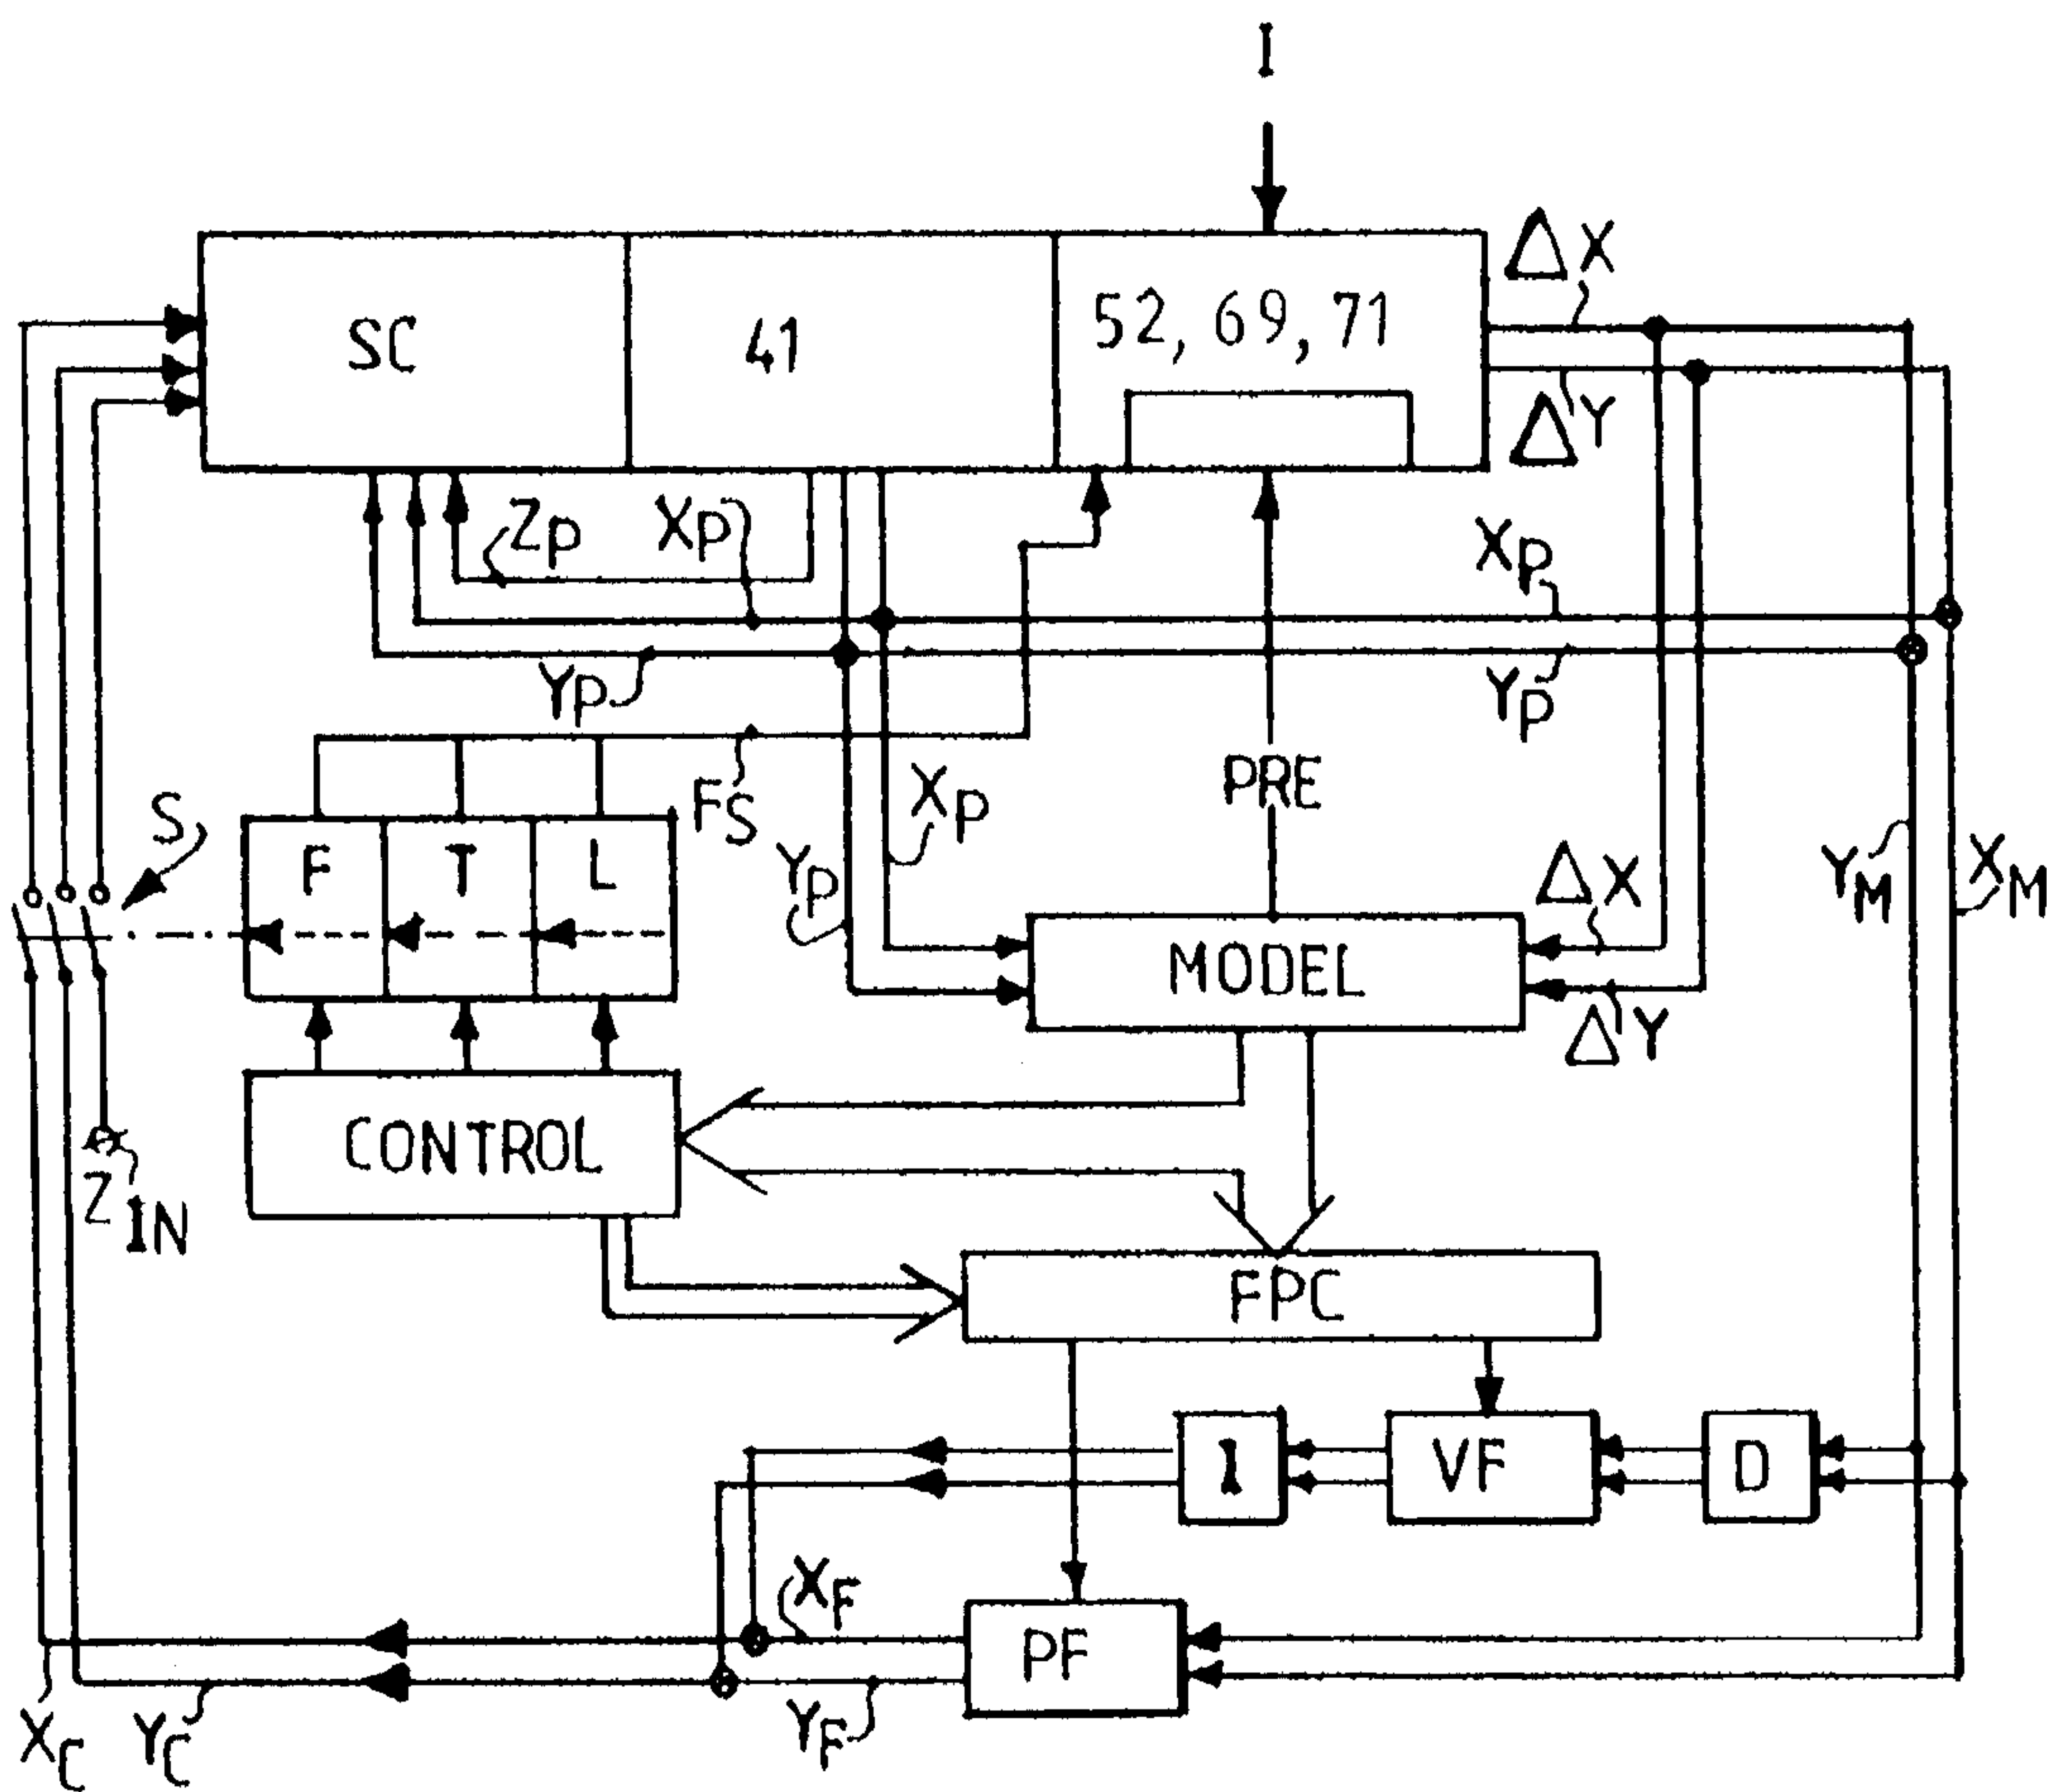 I
ΔX
SC
41
52, 69, 71
ΔY
ZP
XP
XP
YP
YP
FS
XP
PRE
S
F
T
L
YP
ΔX
YM
XM
MODEL
ΔY
CONTROL
ZIN
FPC
I
VF
D
XF
PF
XC
YC
YF